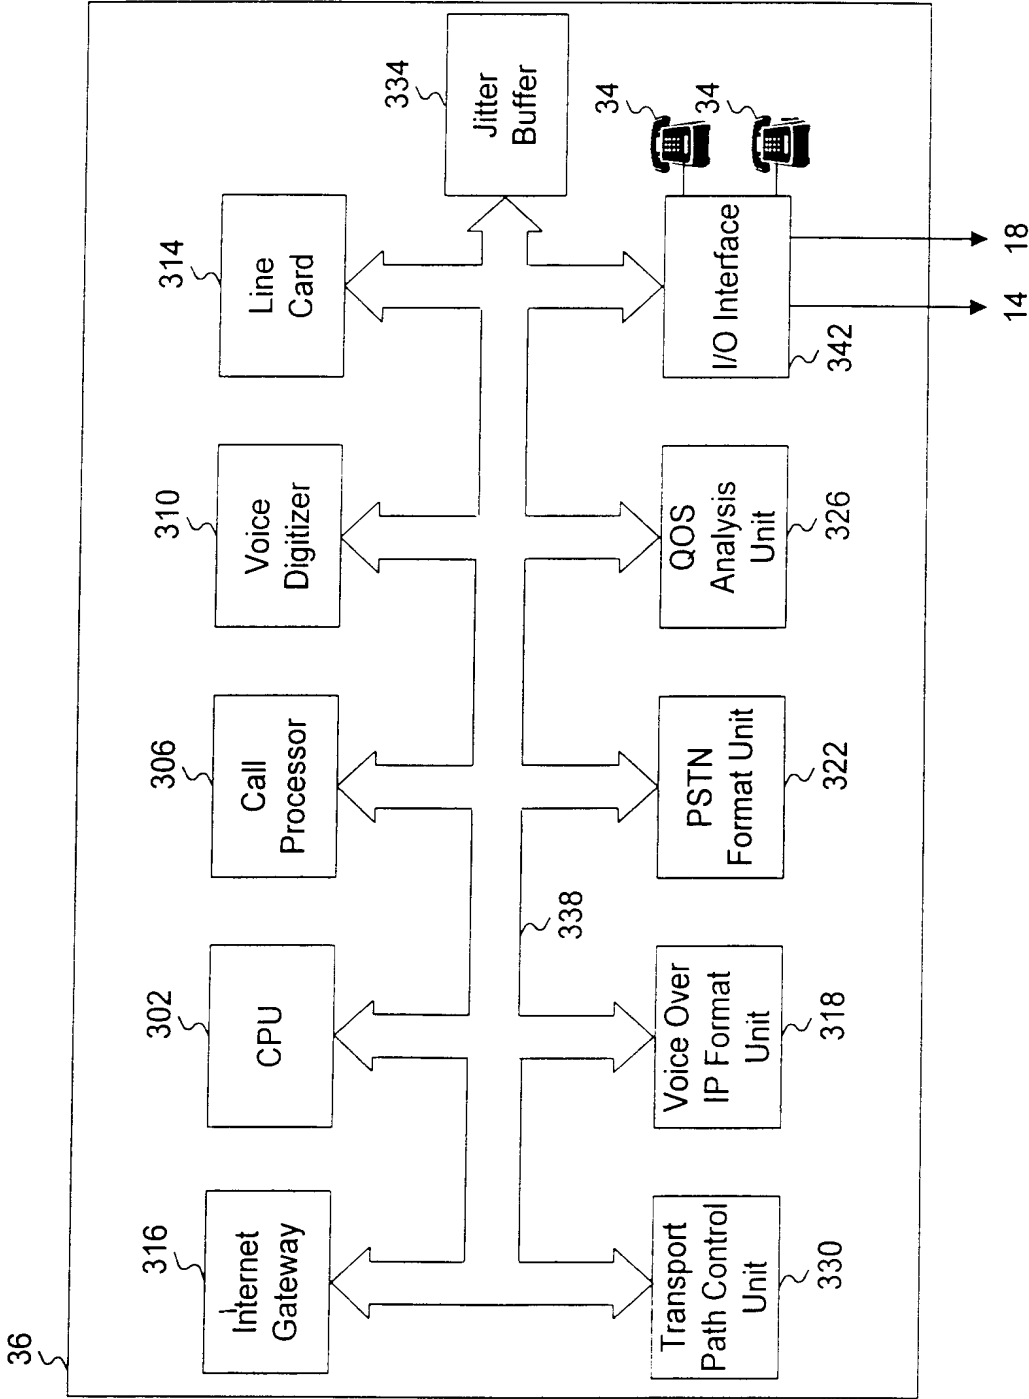 36
316
Internet
Gateway
302
CPU
306
Call
Processor
310
Voice
Digitizer
314
Line
Card
334
Jitter
Buffer
338
Transport
Path Control
Unit
330
Voice Over
IP Format
Unit
318
PSTN
Format Unit
322
QOS
Analysis
Unit
326
I/O Interface
342
34
34
14
18